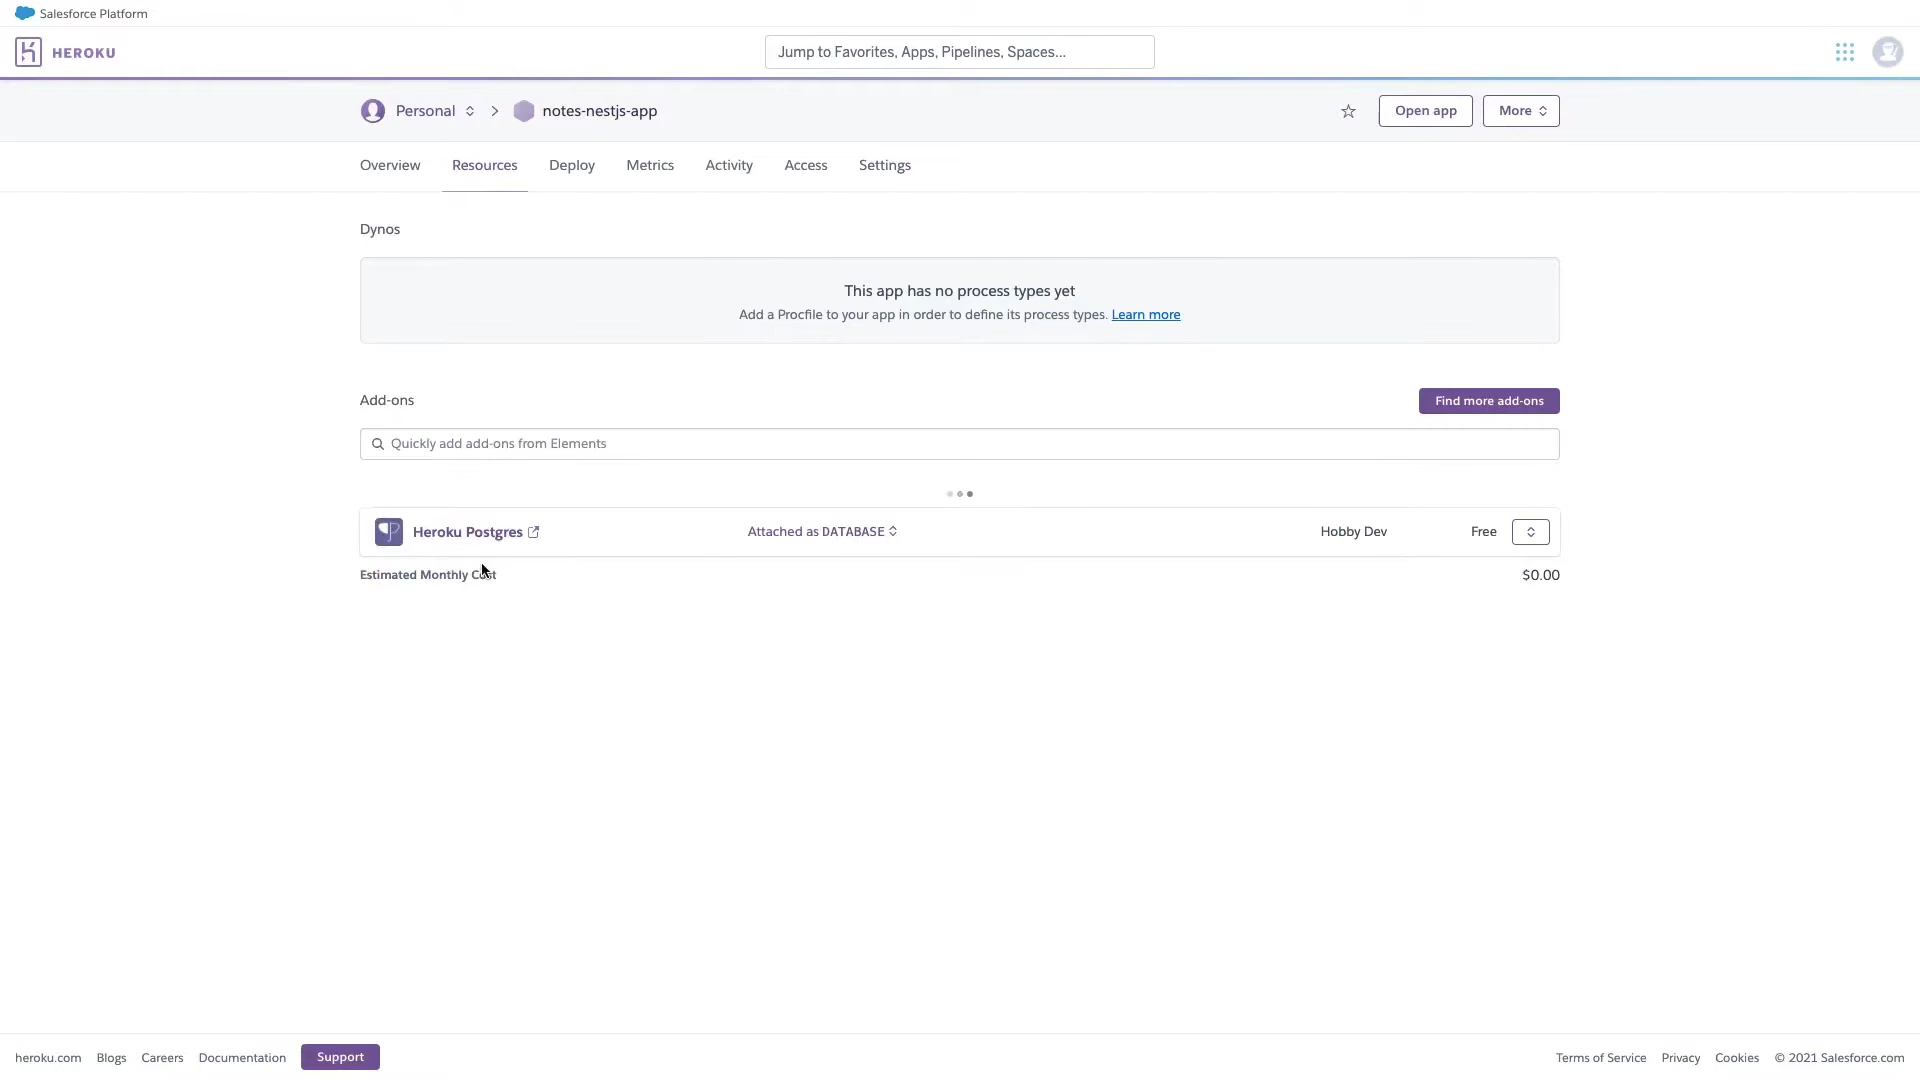 Salesforce Platform
HEROKU
Jump to Favorites, Apps, Pipelines, Spaces...
Personal
notes-nestjs-app
Open app
More
Overview
Resources
Deploy
Metrics
Activity
Access
Settings
Dynos
This app has no process types yet
Add a Procfile to your app in order to define its process types. Learn more
Add-ons
Find more add-ons
Quickly add add-ons from Elements
Heroku Postgres
Attached as DATABASE
Hobby Dev
Free
Estimated Monthly Cost
$0.00
heroku.com
Blogs
Careers
Documentation
Support
Terms of Service
Privacy
Cookies
© 2021 Salesforce.com